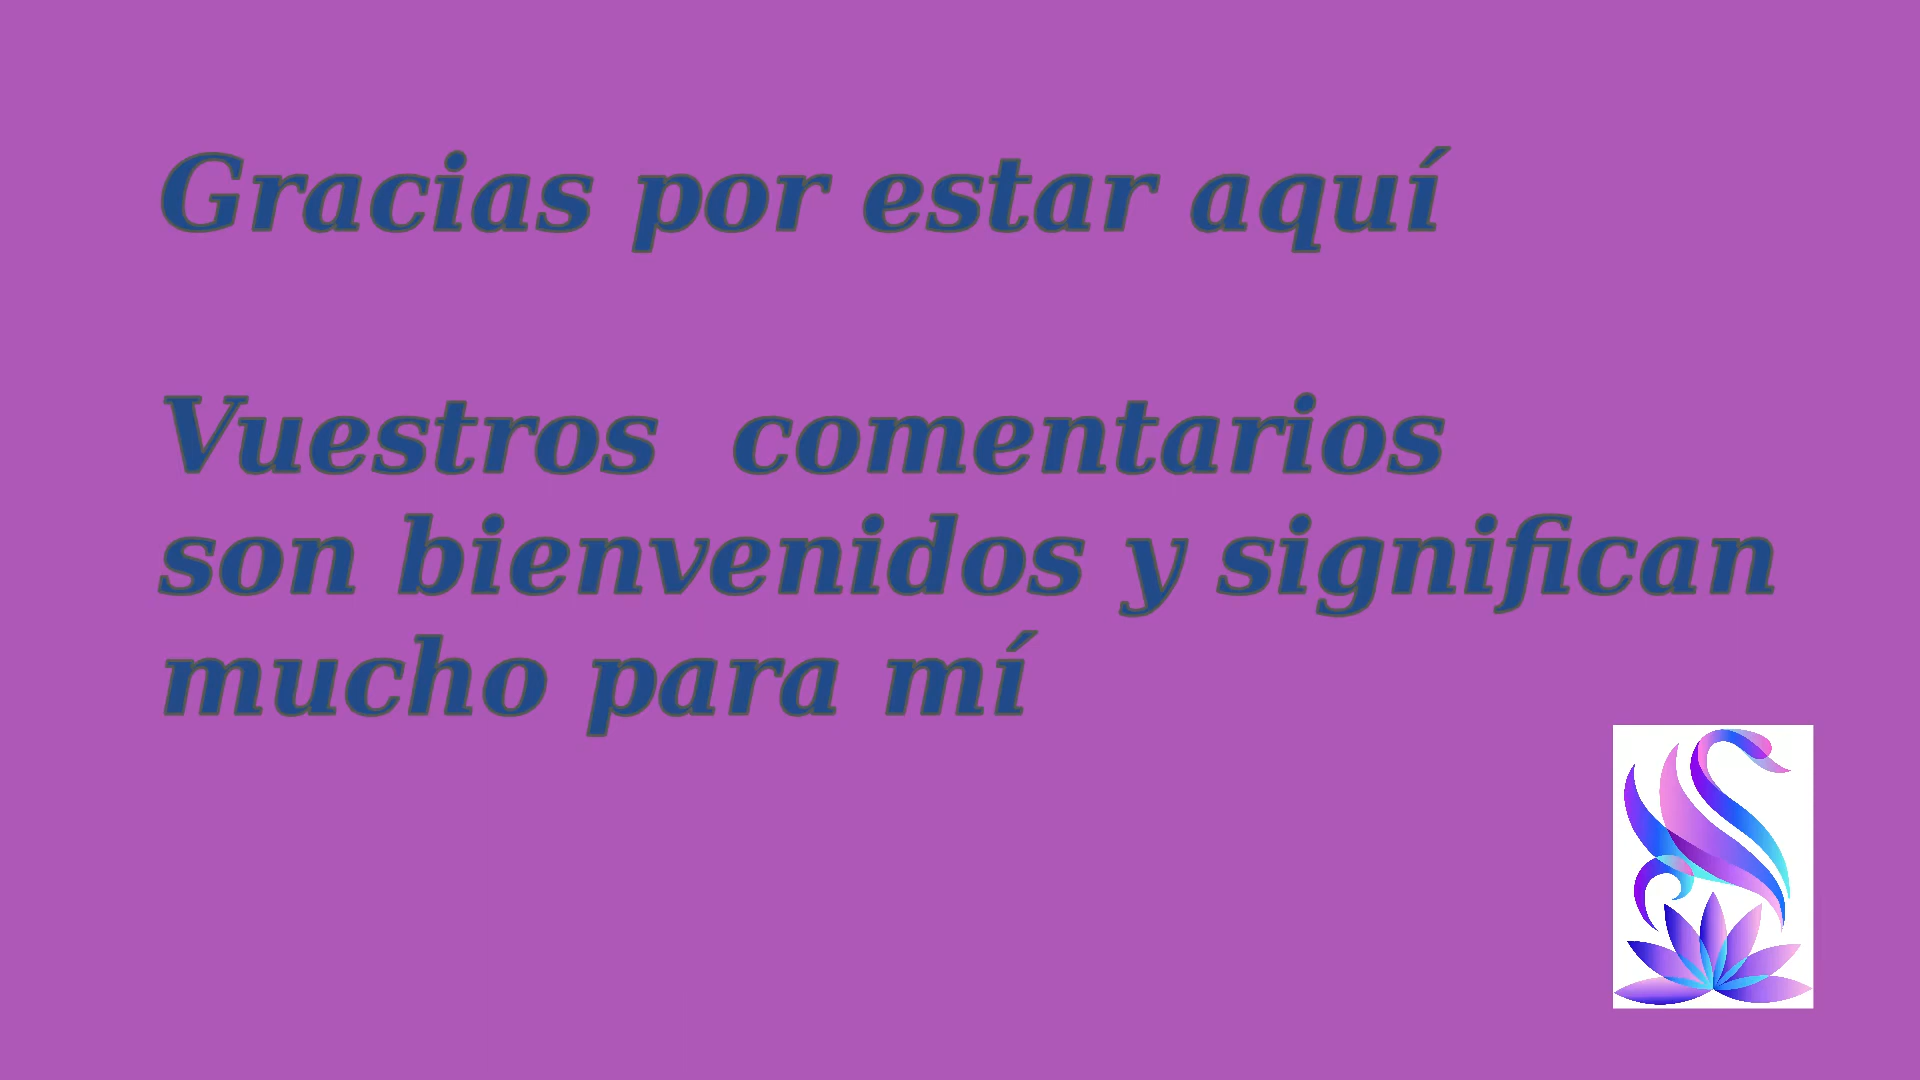 Gracias por estar aquí
Vuestros comentarios
son bienvenidos y significan
mucho para mí